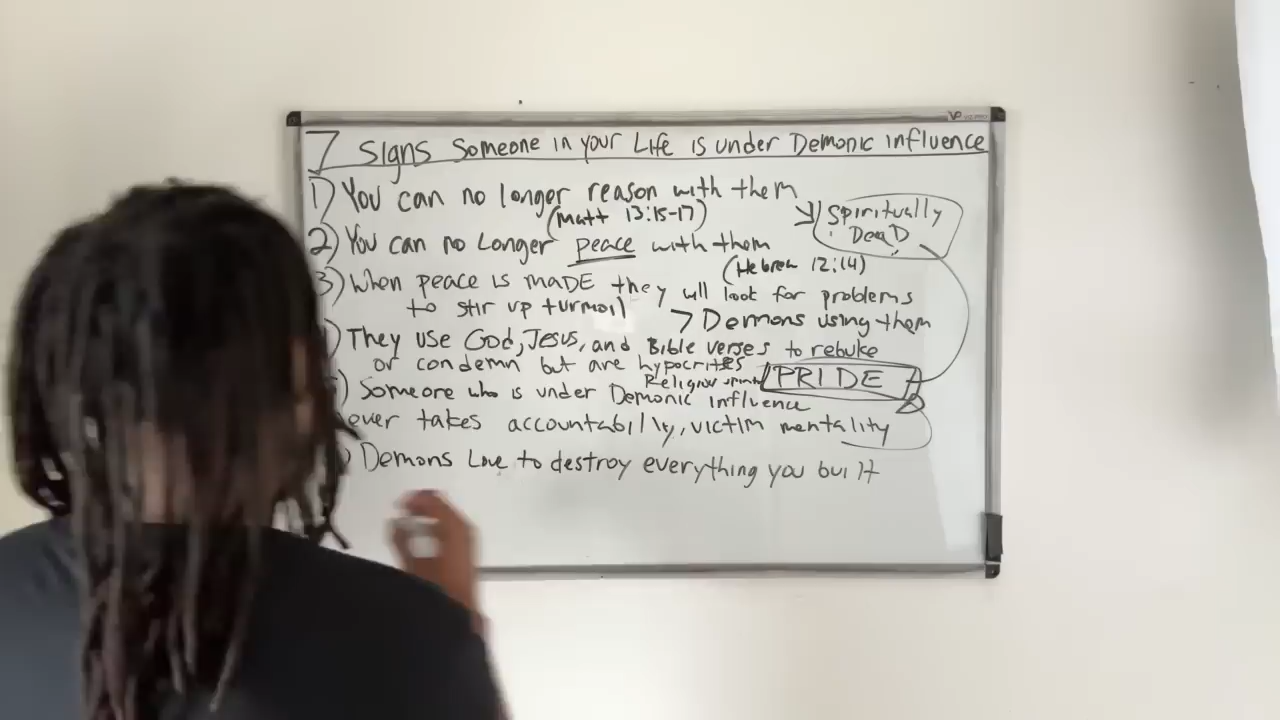 7 Signs Someone in your Life is under Demonic influence
1) You can no longer reason with them
(Matt 13:15-17)
Spiritually
DeaD
2) You can no Longer peace with them
(Hebrew 12:14)
3) When peace is maDE they will look for problems
to stir up turmoil
> Demons using them
) They use God, Jesus, and Bible verses to rebuke
or condemn but are hypocrites
Religious spirit
PRIDE
) Someone who is under Demonic influence
ever takes accountabilly, victim mentality
) Demons Love to destroy everything you built